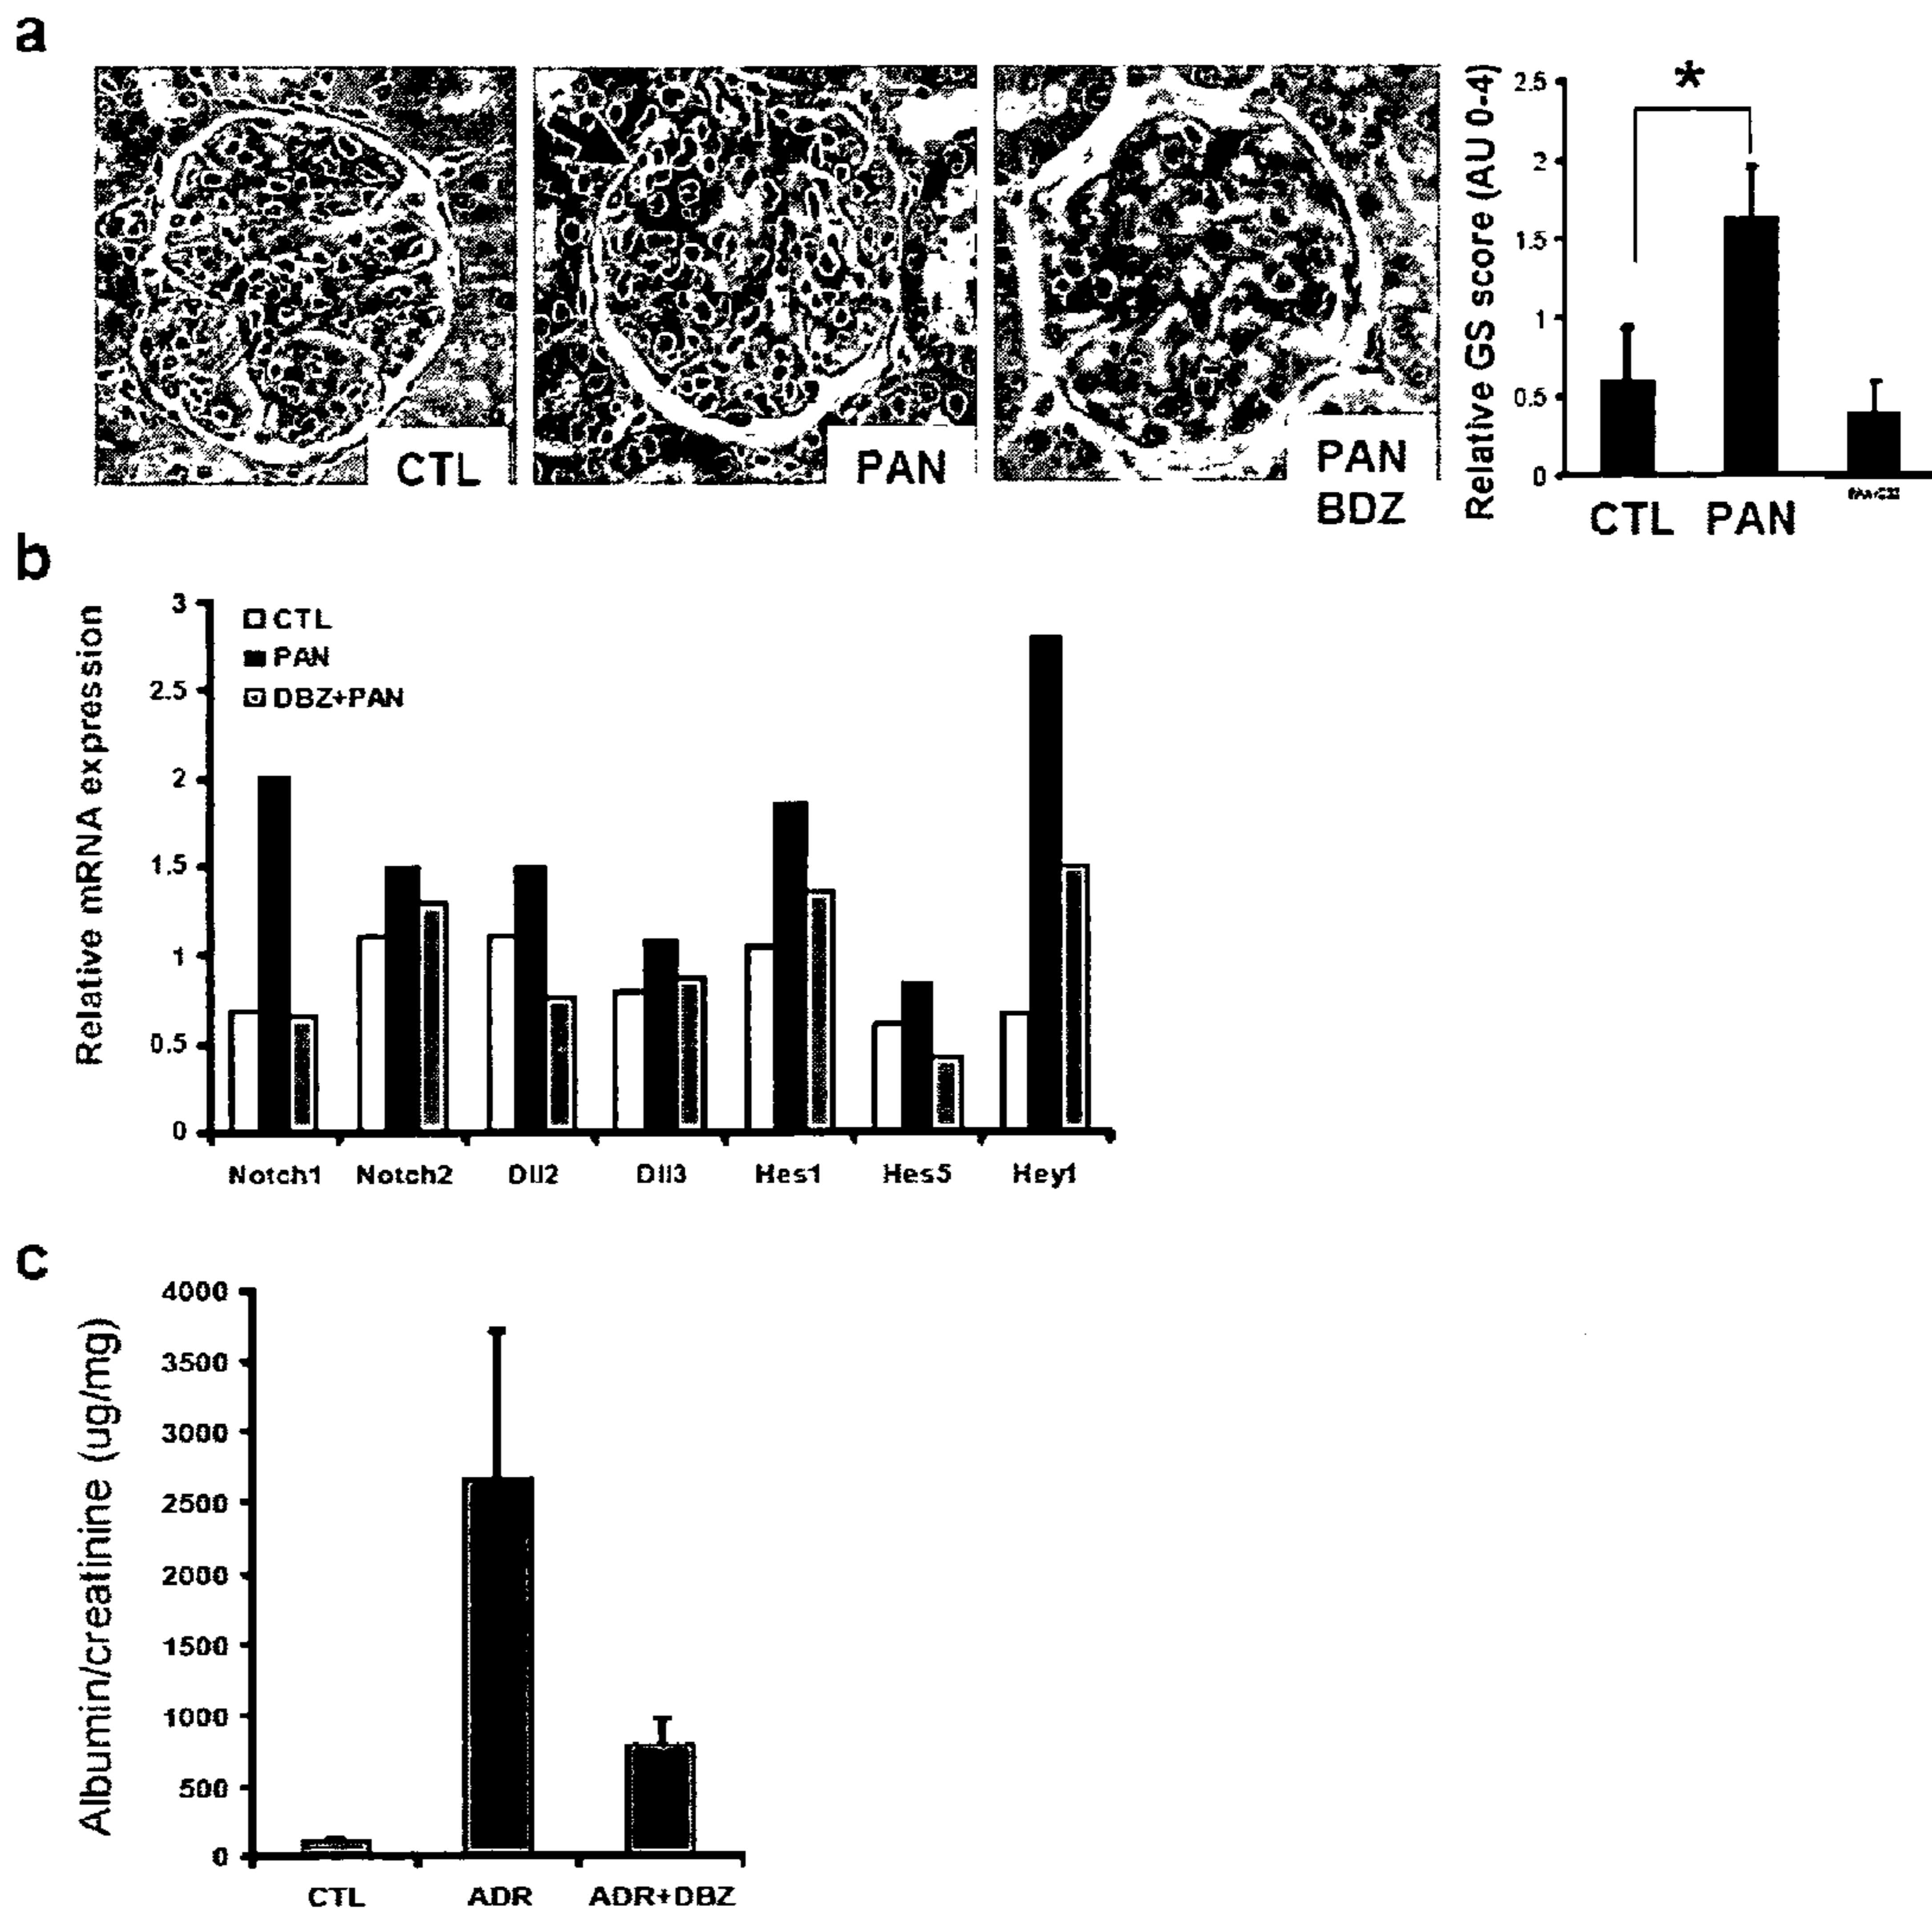 a
CTL
PAN
PAN
BDZ
Relative GS score (AU 0-4)
2.5
2
1.5
1
0.5
0
*
CTL PAN
b
Relative mRNA expression
3
2.5
2
1.5
1
0.5
0
CTL
PAN
DBZ+PAN
Notch1 Notch2 Dll2 Dll3 Hes1 Hes5 Hey1
c
Albumin/creatinine (ug/mg)
4000
3500
3000
2500
2000
1500
1000
500
0
CTL ADR ADR+DBZ